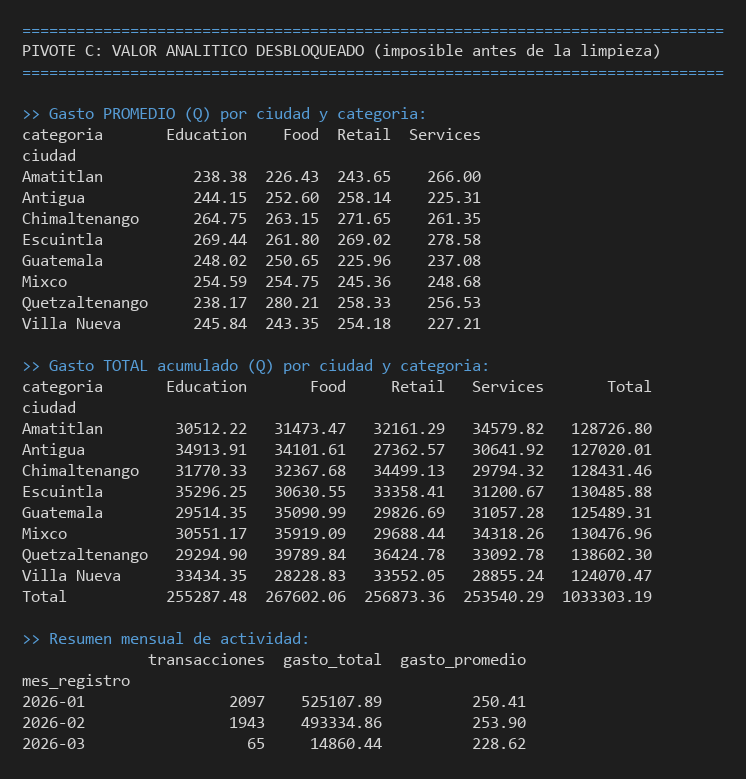 ==============================================================================
PIVOTE C: VALOR ANALITICO DESBLOQUEADO (imposible antes de la limpieza)
==============================================================================
>> Gasto PROMEDIO (Q) por ciudad y categoria:
categoria       Education    Food  Retail  Services
ciudad
Amatitlan          238.38  226.43  243.65    266.00
Antigua            244.15  252.60  258.14    225.31
Chimaltenango      264.75  263.15  271.65    261.35
Escuintla          269.44  261.80  269.02    278.58
Guatemala          248.02  250.65  225.96    237.08
Mixco              254.59  254.75  245.36    248.68
Quetzaltenango     238.17  280.21  258.33    256.53
Villa Nueva        245.84  243.35  254.18    227.21
>> Gasto TOTAL acumulado (Q) por ciudad y categoria:
categoria       Education       Food     Retail   Services       Total
ciudad
Amatitlan        30512.22   31473.47   32161.29   34579.82   128726.80
Antigua          34913.91   34101.61   27362.57   30641.92   127020.01
Chimaltenango    31770.33   32367.68   34499.13   29794.32   128431.46
Escuintla        35296.25   30630.55   33358.41   31200.67   130485.88
Guatemala        29514.35   35090.99   29826.69   31057.28   125489.31
Mixco            30551.17   35919.09   29688.44   34318.26   130476.96
Quetzaltenango   29294.90   39789.84   36424.78   33092.78   138602.30
Villa Nueva      33434.35   28228.83   33552.05   28855.24   124070.47
Total           255287.48  267602.06  256873.36  253540.29  1033303.19
>> Resumen mensual de actividad:
              transacciones  gasto_total  gasto_promedio
mes_registro
2026-01                2097    525107.89          250.41
2026-02                1943    493334.86          253.90
2026-03                  65     14860.44          228.62